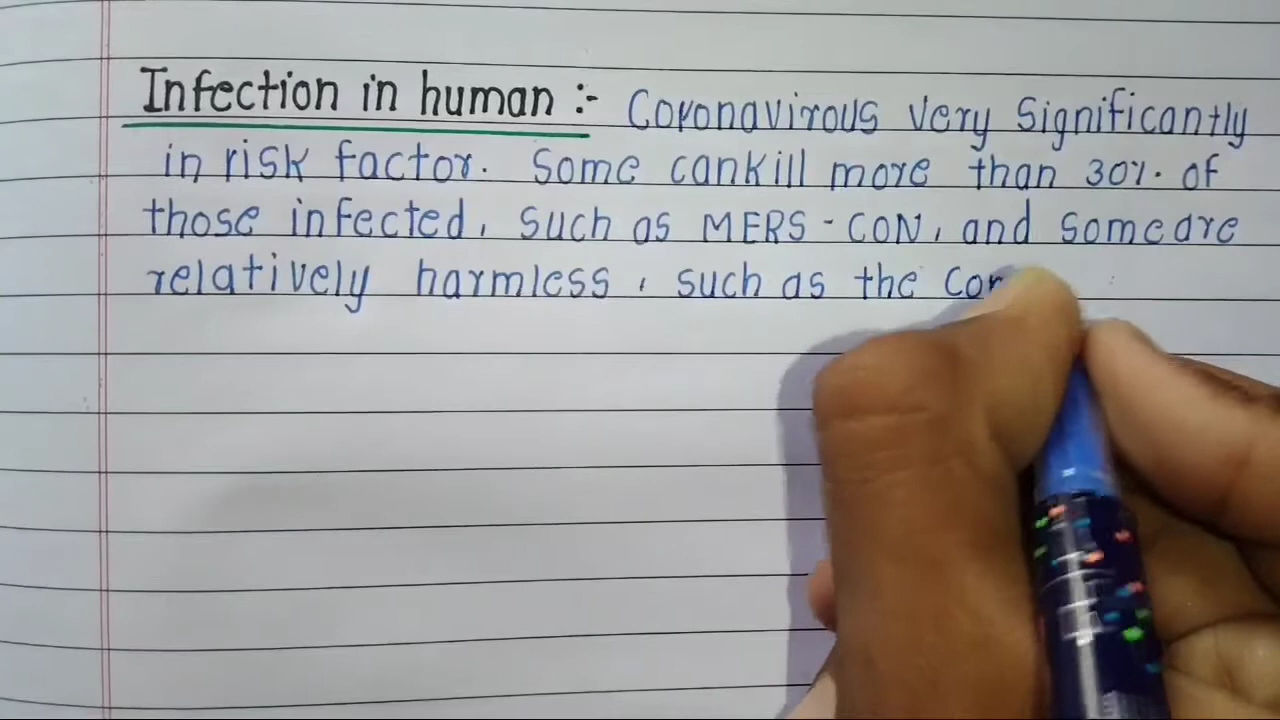 Infection in human :- Coronavirous very Significantly
in risk factor. Some cankill more than 30%. of
those infected, such as MERS-CON, and someare
relatively harmless, such as the